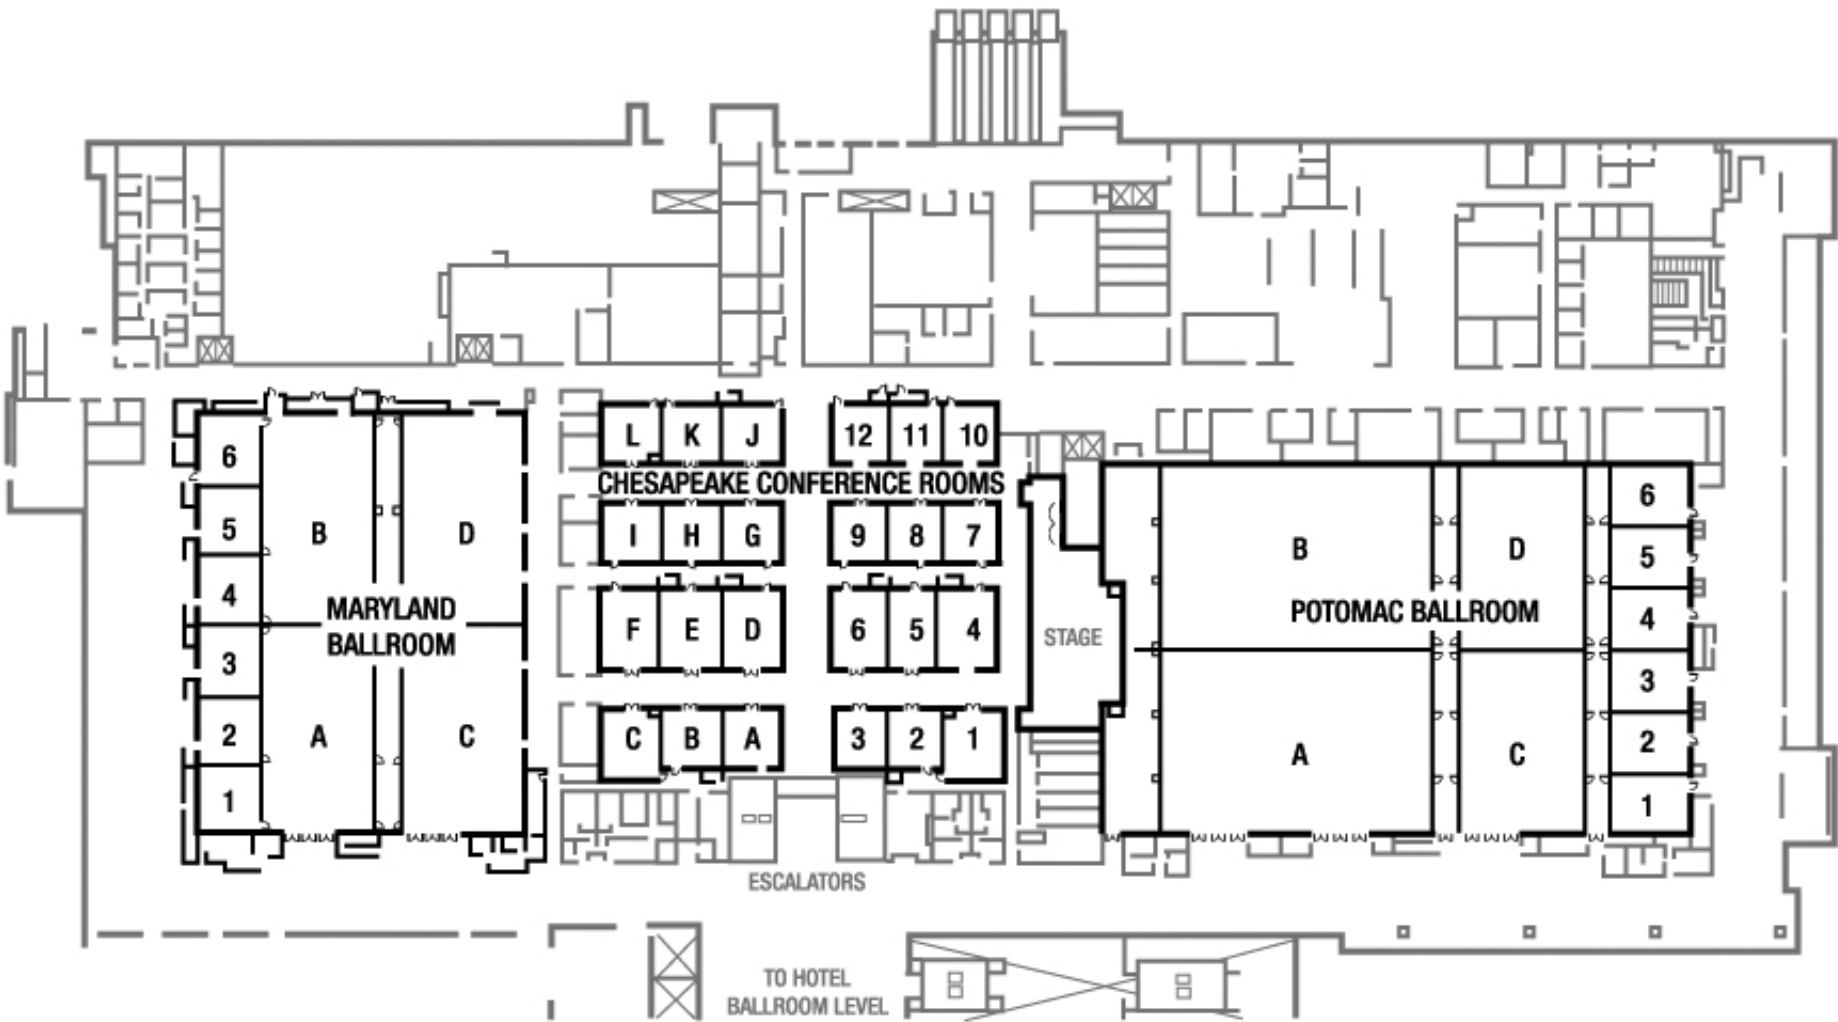 L K J 12 11 10
CHESAPEAKE CONFERENCE ROOMS
I H G 9 8 7
F E D 6 5 4
C B A 3 2 1
6
5
4
3
2
1
B D
A C
MARYLAND
BALLROOM
STAGE
B D
A C
POTOMAC BALLROOM
6
5
4
3
2
1
ESCALATORS
TO HOTEL
BALLROOM LEVEL